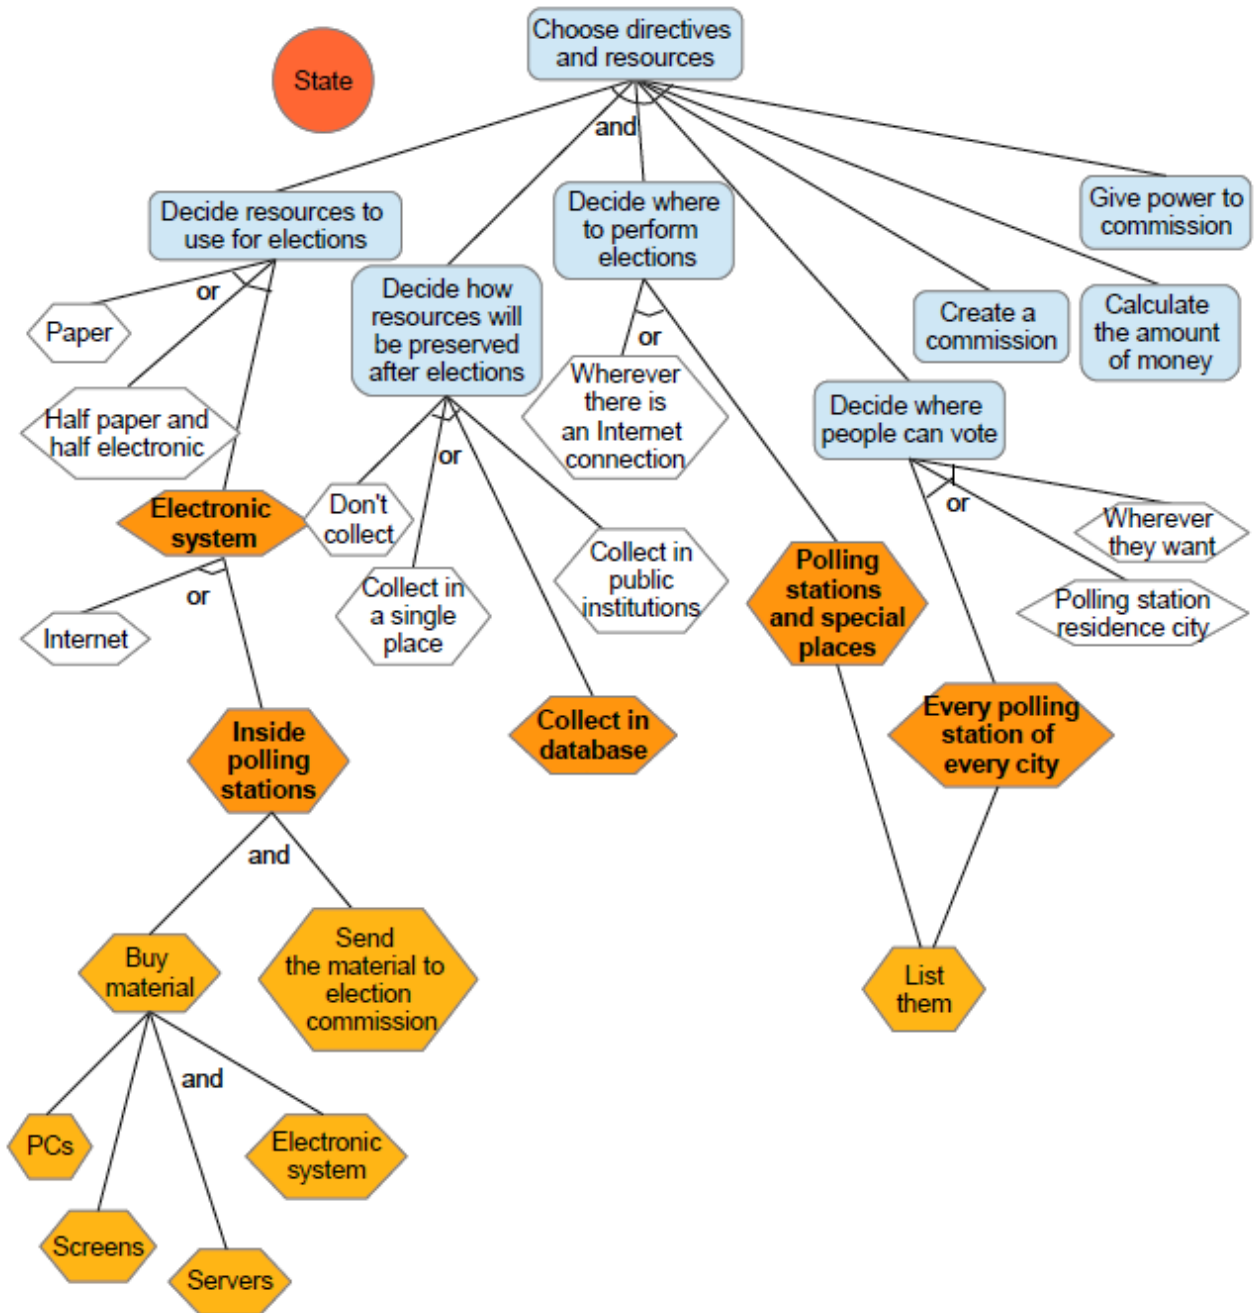 Choose directives
and resources
State
and
Decide resources to
use for elections
Decide where
to perform
elections
Give power to
commission
Decide how
resources will
be preserved
after elections
Create a
commission
Calculate
the amount
of money
or
Paper
or
Wherever
there is
an Internet
connection
Decide where
people can vote
Half paper and
half electronic
or
or
Electronic
system
Don't
collect
Wherever
they want
Collect in
public
institutions
Polling
stations
and special
places
Collect in
a single
place
Polling station
residence city
or
Internet
Inside
polling
stations
Collect in
database
Every polling
station of
every city
and
Buy
material
Send
the material to
election
commission
List
them
and
PCs
Electronic
system
Screens
Servers